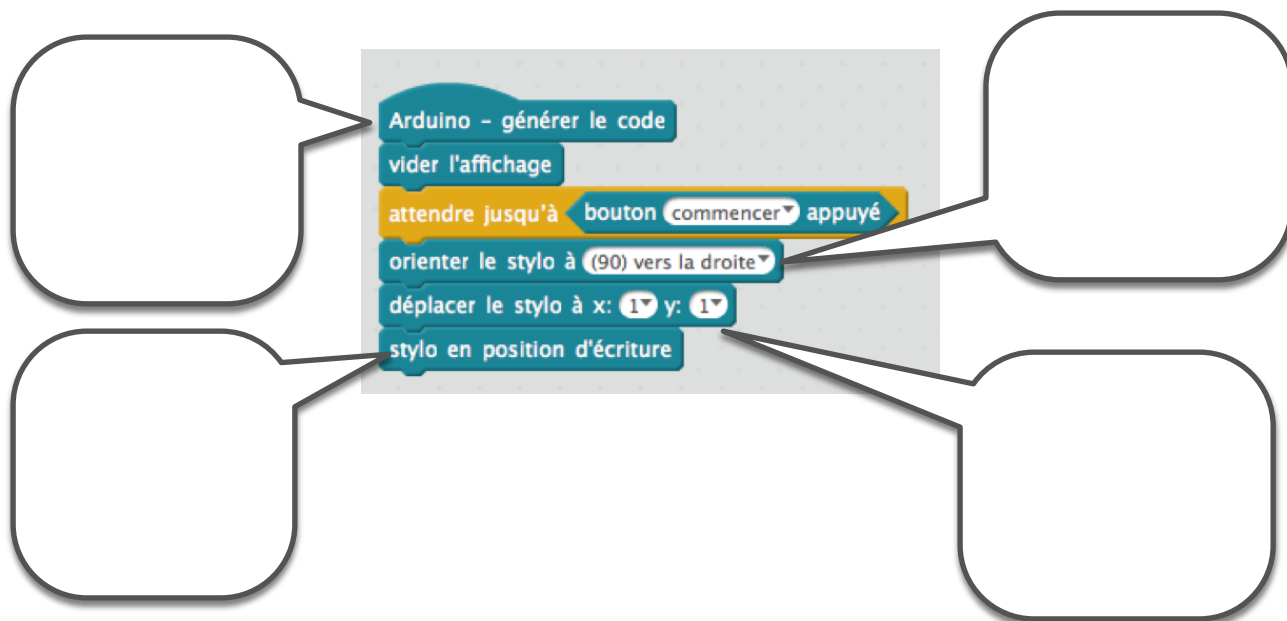 Arduino – générer le code
vider l'affichage
attendre jusqu'à bouton commencer appuyé
orienter le stylo à (90) vers la droite
déplacer le stylo à x: 1 y: 1
stylo en position d'écriture